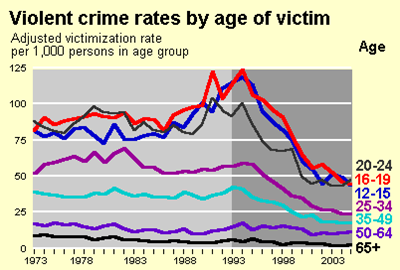 Violent crime rates by age of victim
Adjusted victimization rate
per 1,000 persons in age group
Age
125
100
75
50
25
0
20-24
16-19
12-15
25-34
35-49
50-64
65+
1973 1978 1983 1988 1993 1998 2003